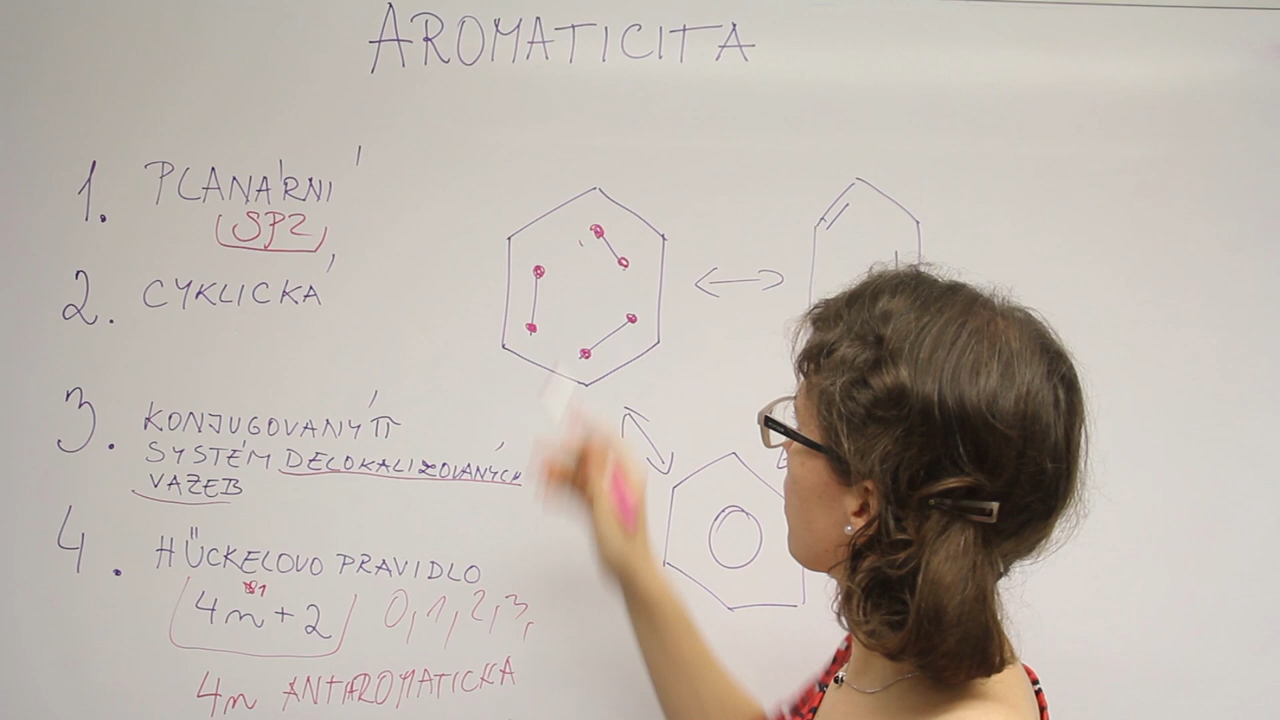 AROMATICITA
1. PLANÁRNÍ
(SP2)
2. CYKLICKÁ
3. KONJUGOVANÝ π
SYSTÉM DELOKALIZOVANÝCH
VAZEB
4. HÜCKELOVO PRAVIDLO
1
4n+2 0, 1, 2, 3,
4n ANTIAROMATICKÁ